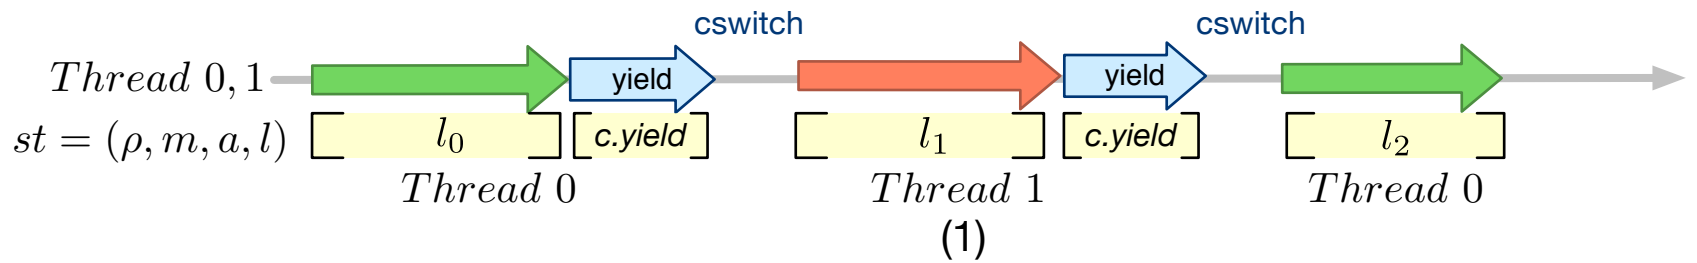 cswitch cswitch
Thread 0, 1 yield yield
st = (ρ, m, a, l) l₀ c.yield l₁ c.yield l₂
Thread 0 Thread 1 Thread 0
(1)